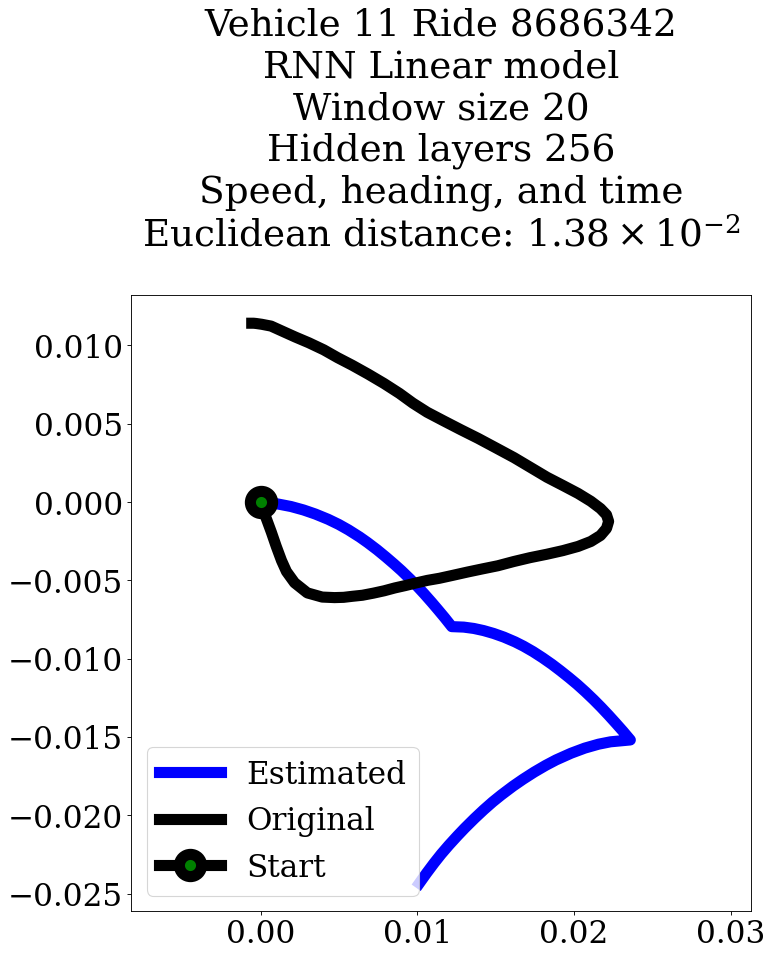 Vehicle 11 Ride 8686342
RNN Linear model
Window size 20
Hidden layers 256
Speed, heading, and time
Euclidean distance: 1.38 × 10⁻²
0.010
0.005
0.000
−0.005
−0.010
−0.015
−0.020
−0.025
Estimated
Original
Start
0.00 0.01 0.02 0.03